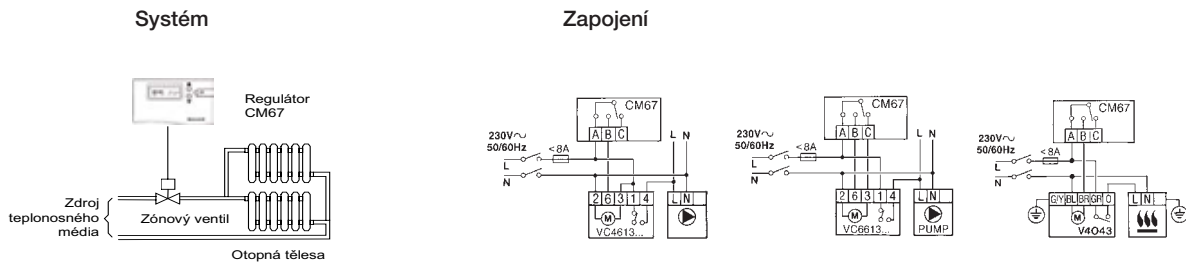 Systém
Zapojení
Regulátor
CM67
Zdroj
teplonosného
média
Zónový ventil
Otopná tělesa
CM67
A B C
L N
230V~
50/60Hz
<8A
L
N
2 6 3 1 4
L N
M
VC4613...
CM67
A B C
L N
230V~
50/60Hz
<8A
L
N
2 6 3 1 4
L N
M
VC6613...
PUMP
CM67
A B C
230V~
50/60Hz
<8A
L
N
G/Y BL BR GR O
L N
M
V4043